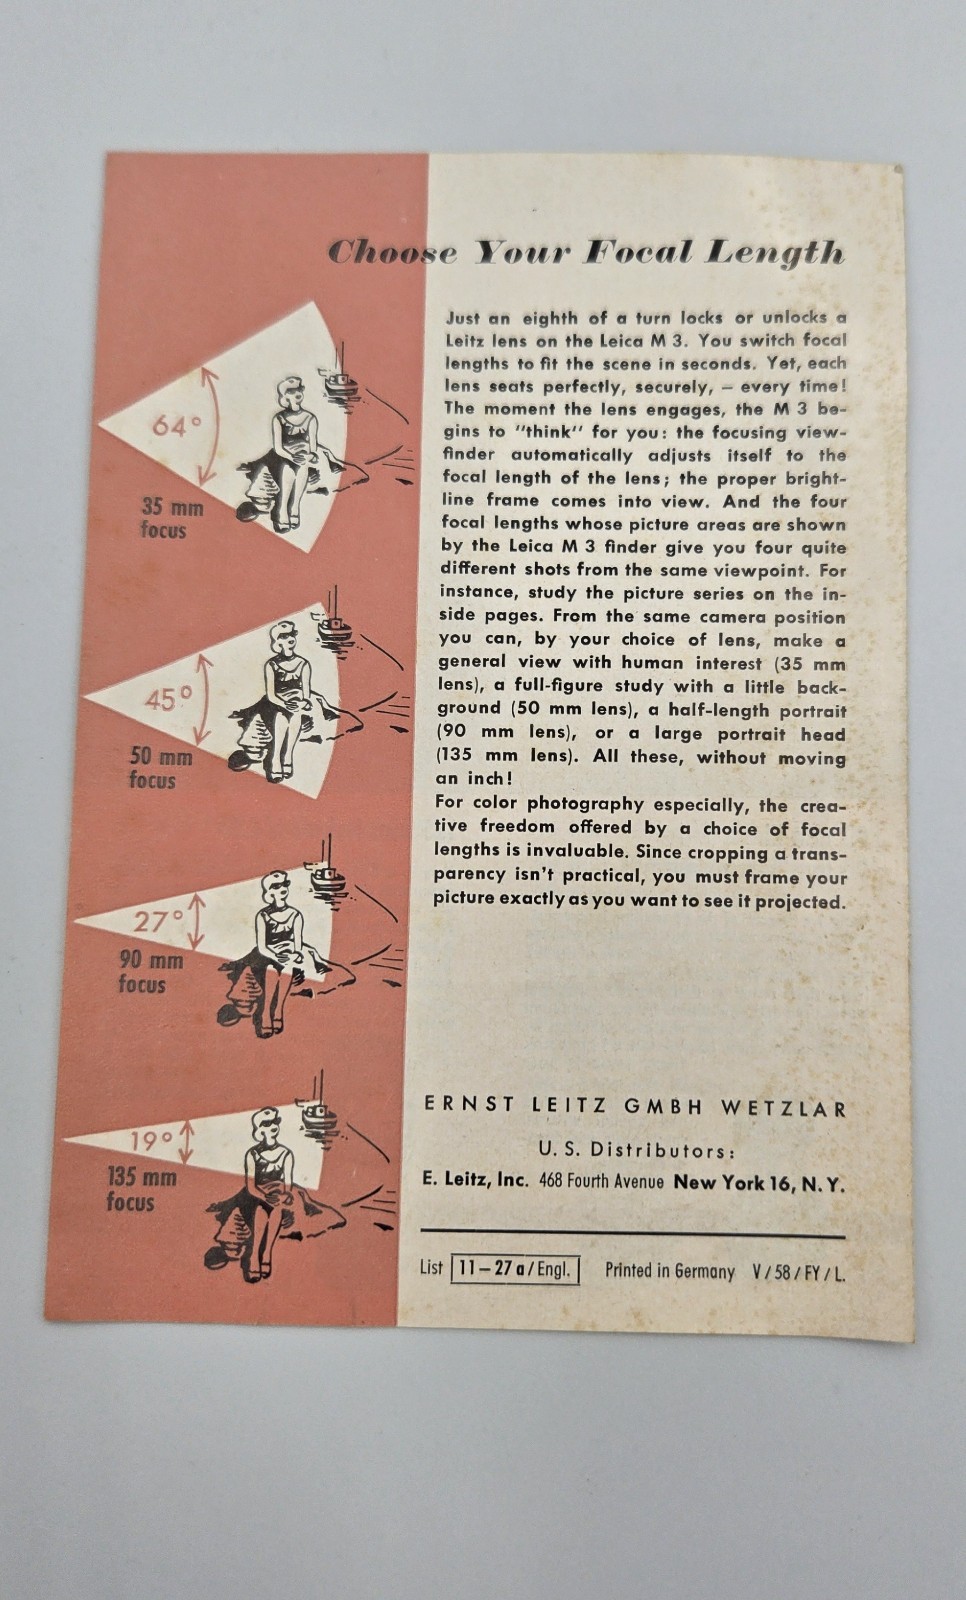 Choose Your Focal Length
64°
35 mm
focus
45°
50 mm
focus
27°
90 mm
focus
19°
135 mm
focus
Just an eighth of a turn locks or unlocks a
Leitz lens on the Leica M 3. You switch focal
lengths to fit the scene in seconds. Yet, each
lens seats perfectly, securely, – every time!
The moment the lens engages, the M 3 be-
gins to "think" for you: the focusing view-
finder automatically adjusts itself to the
focal length of the lens; the proper bright-
line frame comes into view. And the four
focal lengths whose picture areas are shown
by the Leica M 3 finder give you four quite
different shots from the same viewpoint. For
instance, study the picture series on the in-
side pages. From the same camera position
you can, by your choice of lens, make a
general view with human interest (35 mm
lens), a full-figure study with a little back-
ground (50 mm lens), a half-length portrait
(90 mm lens), or a large portrait head
(135 mm lens). All these, without moving
an inch!
For color photography especially, the crea-
tive freedom offered by a choice of focal
lengths is invaluable. Since cropping a trans-
parency isn't practical, you must frame your
picture exactly as you want to see it projected.
ERNST LEITZ GMBH WETZLAR
U. S. Distributors:
E. Leitz, Inc. 468 Fourth Avenue New York 16, N. Y.
List 11–27 a/Engl. Printed in Germany V/58/FY/L.